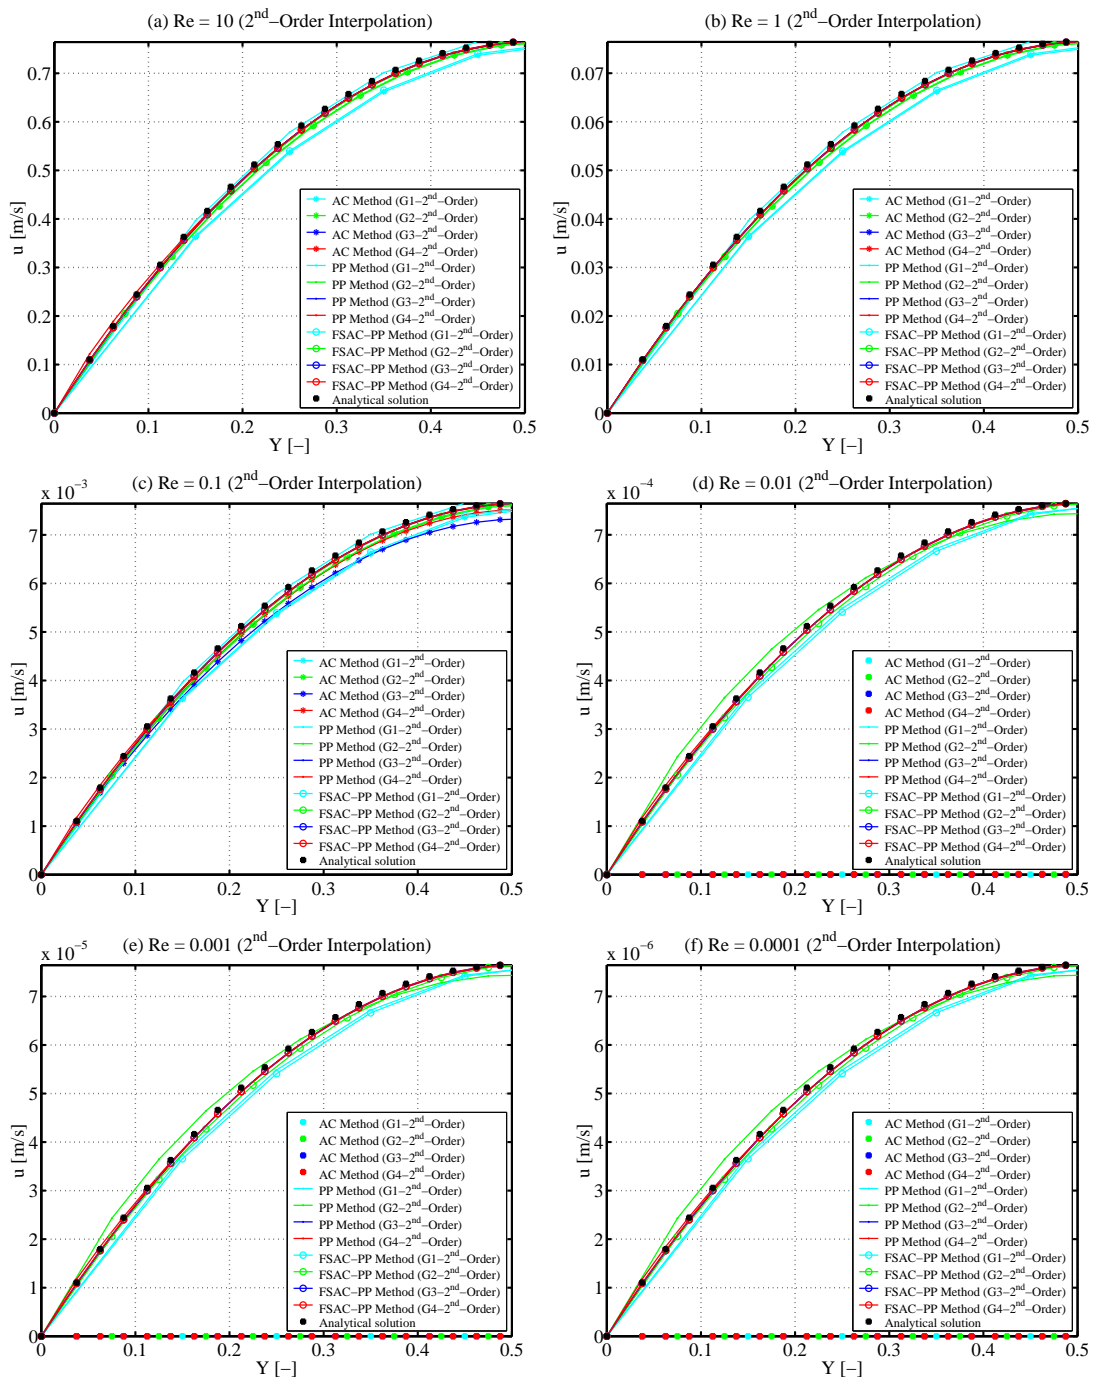 (a) Re = 10 (2nd−Order Interpolation)
0.7
0.6
0.5
0.4
0.3
0.2
0.1
0
u [m/s]
AC Method (G1−2nd−Order)
AC Method (G2−2nd−Order)
AC Method (G3−2nd−Order)
AC Method (G4−2nd−Order)
PP Method (G1−2nd−Order)
PP Method (G2−2nd−Order)
PP Method (G3−2nd−Order)
PP Method (G4−2nd−Order)
FSAC−PP Method (G1−2nd−Order)
FSAC−PP Method (G2−2nd−Order)
FSAC−PP Method (G3−2nd−Order)
FSAC−PP Method (G4−2nd−Order)
Analytical solution
0 0.1 0.2 0.3 0.4 0.5
Y [−]
(b) Re = 1 (2nd−Order Interpolation)
0.07
0.06
0.05
0.04
0.03
0.02
0.01
0
u [m/s]
AC Method (G1−2nd−Order)
AC Method (G2−2nd−Order)
AC Method (G3−2nd−Order)
AC Method (G4−2nd−Order)
PP Method (G1−2nd−Order)
PP Method (G2−2nd−Order)
PP Method (G3−2nd−Order)
PP Method (G4−2nd−Order)
FSAC−PP Method (G1−2nd−Order)
FSAC−PP Method (G2−2nd−Order)
FSAC−PP Method (G3−2nd−Order)
FSAC−PP Method (G4−2nd−Order)
Analytical solution
0 0.1 0.2 0.3 0.4 0.5
Y [−]
(c) Re = 0.1 (2nd−Order Interpolation)
x 10−3
7
6
5
4
3
2
1
0
u [m/s]
AC Method (G1−2nd−Order)
AC Method (G2−2nd−Order)
AC Method (G3−2nd−Order)
AC Method (G4−2nd−Order)
PP Method (G1−2nd−Order)
PP Method (G2−2nd−Order)
PP Method (G3−2nd−Order)
PP Method (G4−2nd−Order)
FSAC−PP Method (G1−2nd−Order)
FSAC−PP Method (G2−2nd−Order)
FSAC−PP Method (G3−2nd−Order)
FSAC−PP Method (G4−2nd−Order)
Analytical solution
0 0.1 0.2 0.3 0.4 0.5
Y [−]
(d) Re = 0.01 (2nd−Order Interpolation)
x 10−4
7
6
5
4
3
2
1
0
u [m/s]
AC Method (G1−2nd−Order)
AC Method (G2−2nd−Order)
AC Method (G3−2nd−Order)
AC Method (G4−2nd−Order)
PP Method (G1−2nd−Order)
PP Method (G2−2nd−Order)
PP Method (G3−2nd−Order)
PP Method (G4−2nd−Order)
FSAC−PP Method (G1−2nd−Order)
FSAC−PP Method (G2−2nd−Order)
FSAC−PP Method (G3−2nd−Order)
FSAC−PP Method (G4−2nd−Order)
Analytical solution
0 0.1 0.2 0.3 0.4 0.5
Y [−]
(e) Re = 0.001 (2nd−Order Interpolation)
x 10−5
7
6
5
4
3
2
1
0
u [m/s]
AC Method (G1−2nd−Order)
AC Method (G2−2nd−Order)
AC Method (G3−2nd−Order)
AC Method (G4−2nd−Order)
PP Method (G1−2nd−Order)
PP Method (G2−2nd−Order)
PP Method (G3−2nd−Order)
PP Method (G4−2nd−Order)
FSAC−PP Method (G1−2nd−Order)
FSAC−PP Method (G2−2nd−Order)
FSAC−PP Method (G3−2nd−Order)
FSAC−PP Method (G4−2nd−Order)
Analytical solution
0 0.1 0.2 0.3 0.4 0.5
Y [−]
(f) Re = 0.0001 (2nd−Order Interpolation)
x 10−6
7
6
5
4
3
2
1
0
u [m/s]
AC Method (G1−2nd−Order)
AC Method (G2−2nd−Order)
AC Method (G3−2nd−Order)
AC Method (G4−2nd−Order)
PP Method (G1−2nd−Order)
PP Method (G2−2nd−Order)
PP Method (G3−2nd−Order)
PP Method (G4−2nd−Order)
FSAC−PP Method (G1−2nd−Order)
FSAC−PP Method (G2−2nd−Order)
FSAC−PP Method (G3−2nd−Order)
FSAC−PP Method (G4−2nd−Order)
Analytical solution
0 0.1 0.2 0.3 0.4 0.5
Y [−]